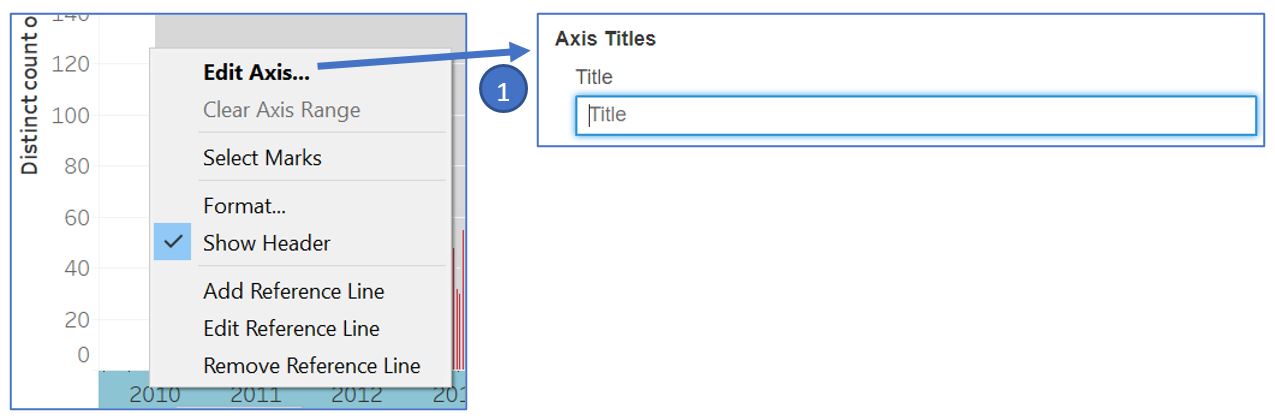 Distinct count o
140
120
100
80
60
40
20
0
Edit Axis...
Clear Axis Range
Select Marks
Format...
Show Header
Add Reference Line
Edit Reference Line
Remove Reference Line
2010 2011 2012 201
1
Axis Titles
Title
Title